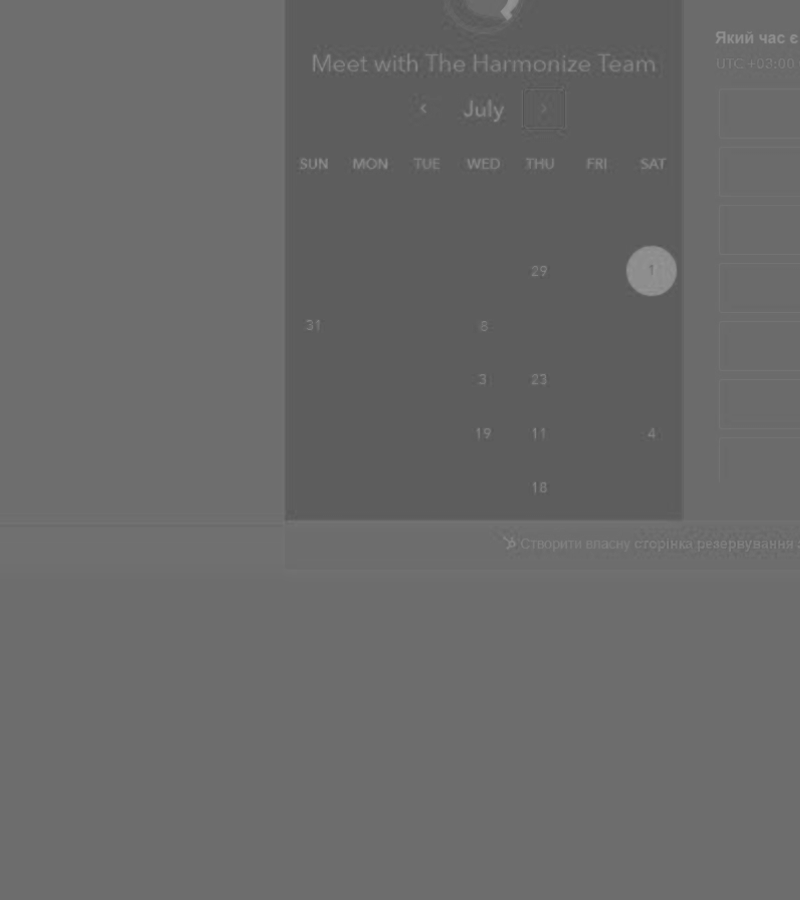 Який час є
UTC +03:00
Meet with The Harmonize Team
July
SUN MON TUE WED THU FRI SAT
29 1
31 8
3 23
19 11 4
18
Створити власну сторінка резервування